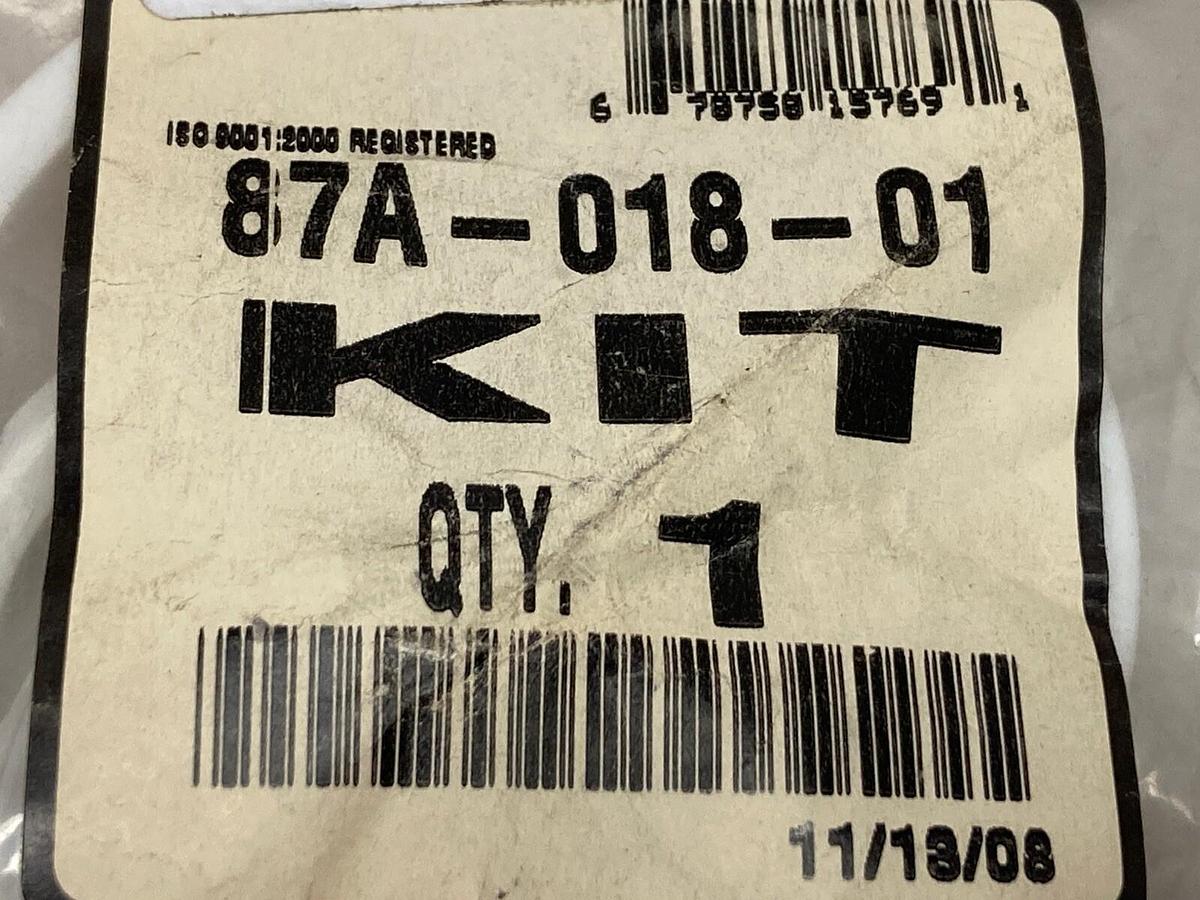 6 78758 15769 1
ISO 9001:2000 REGISTERED
87A-018-01
KIT
QTY. 1
11/13/08